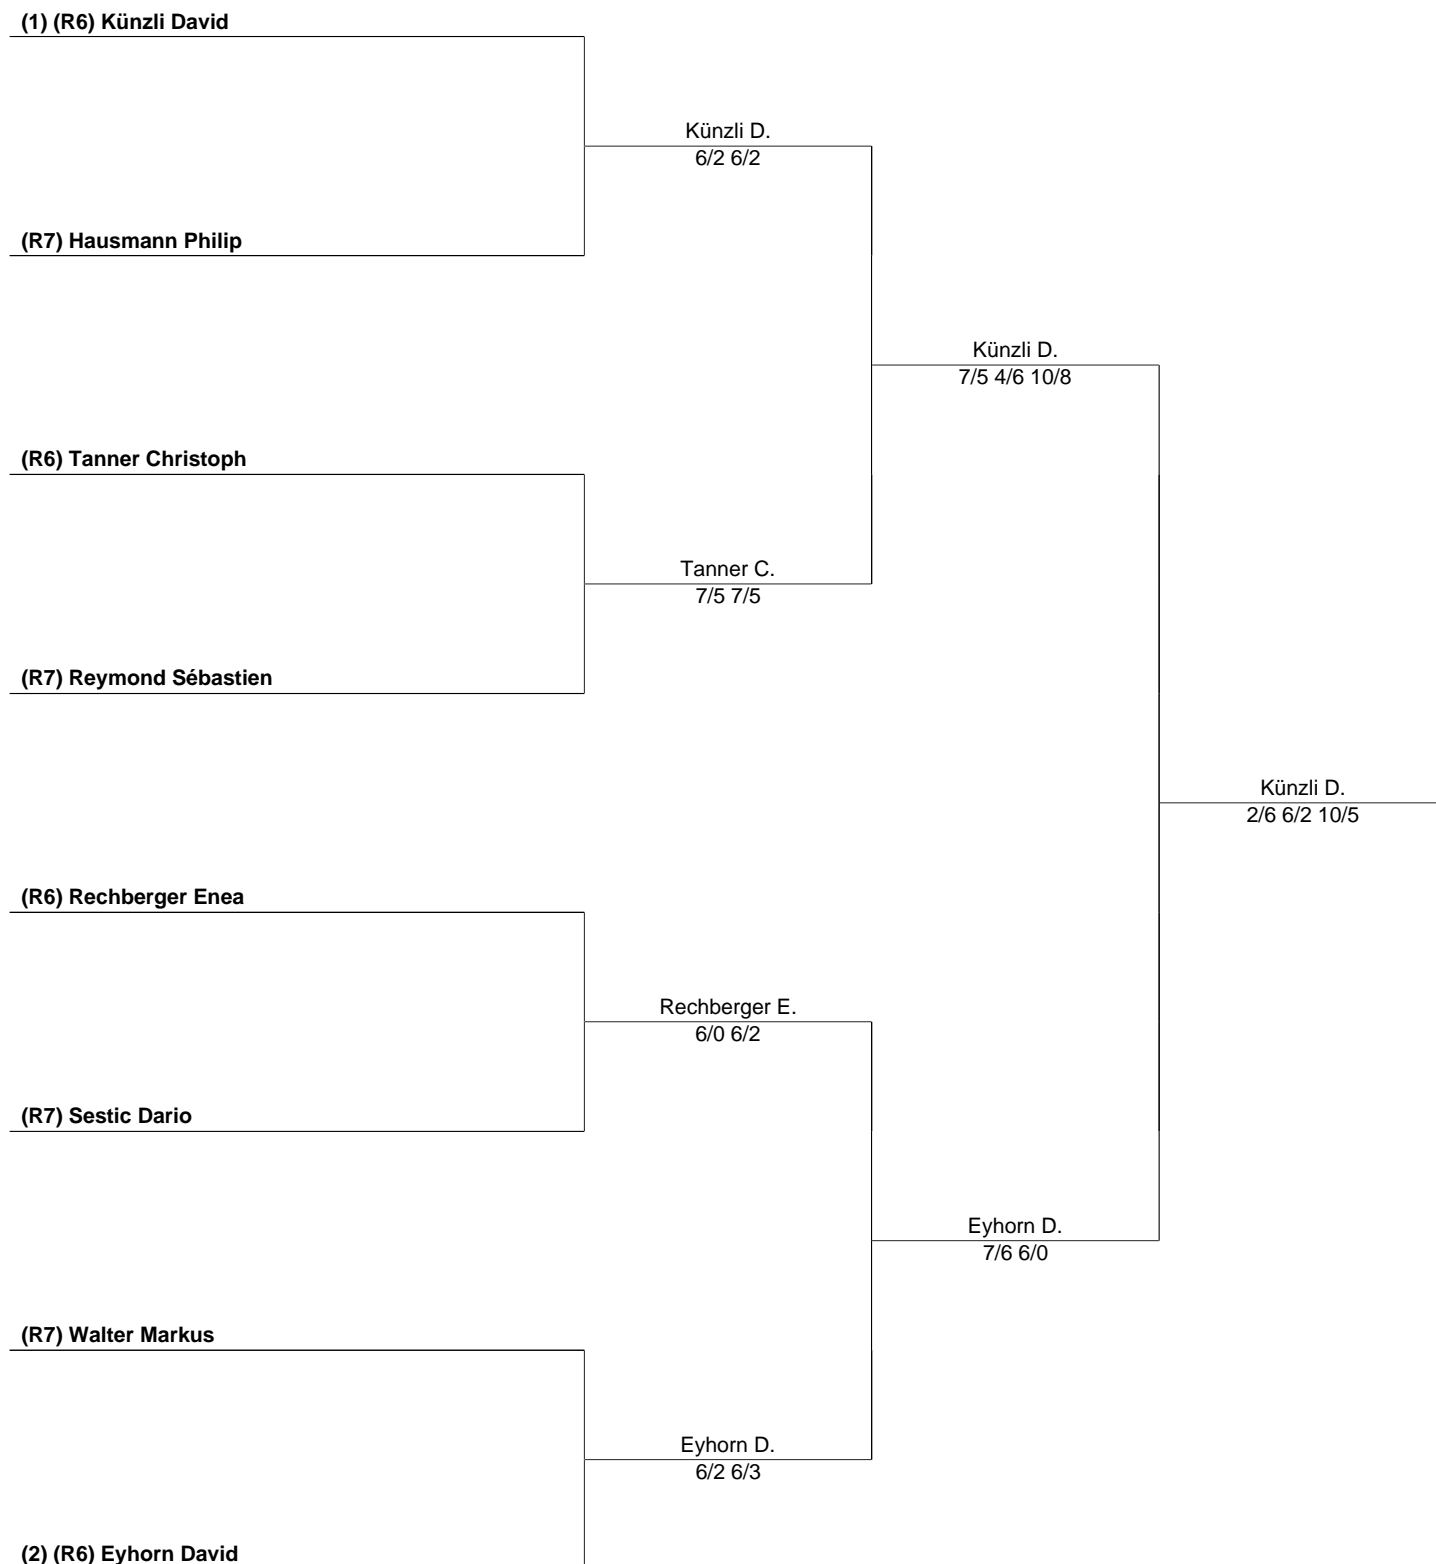 (1) (R6) Künzli David
Künzli D.
6/2 6/2
(R7) Hausmann Philip
Künzli D.
7/5 4/6 10/8
(R6) Tanner Christoph
Tanner C.
7/5 7/5
(R7) Reymond Sébastien
Künzli D.
2/6 6/2 10/5
(R6) Rechberger Enea
Rechberger E.
6/0 6/2
(R7) Sestic Dario
Eyhorn D.
7/6 6/0
(R7) Walter Markus
Eyhorn D.
6/2 6/3
(2) (R6) Eyhorn David